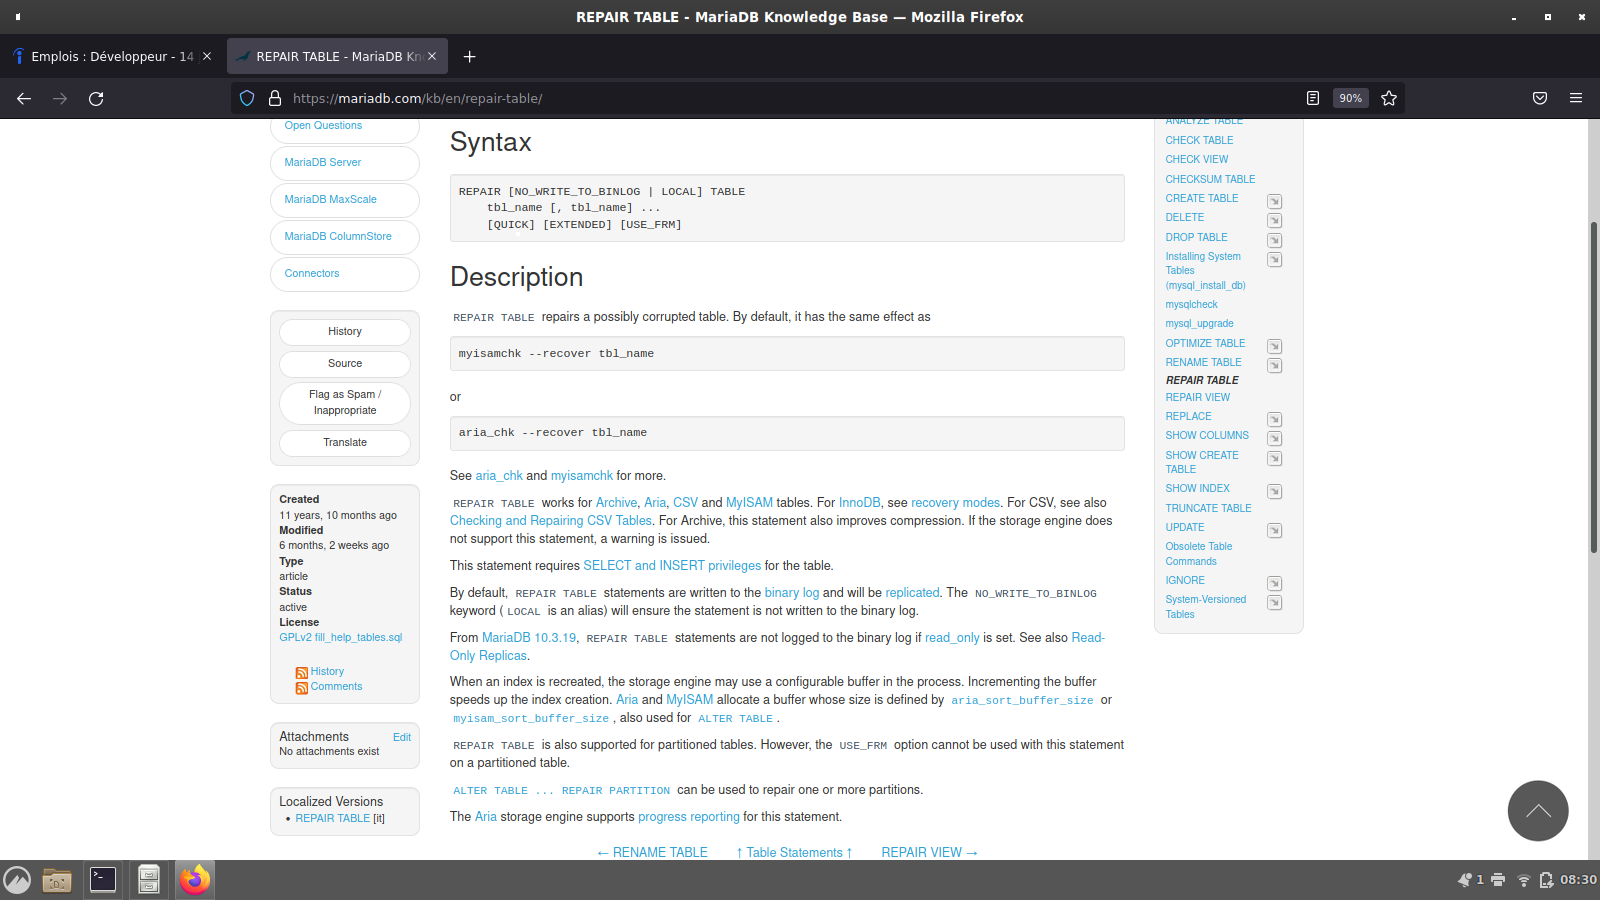 REPAIR TABLE - MariaDB Knowledge Base — Mozilla Firefox
Emplois : Développeur - 14
REPAIR TABLE - MariaDB Kn
https://mariadb.com/kb/en/repair-table/
90%
Open Questions
MariaDB Server
MariaDB MaxScale
MariaDB ColumnStore
Connectors
History
Source
Flag as Spam /
Inappropriate
Translate
Created
11 years, 10 months ago
Modified
6 months, 2 weeks ago
Type
article
Status
active
License
GPLv2 fill_help_tables.sql
History
Comments
Attachments Edit
No attachments exist
Localized Versions
• REPAIR TABLE [it]
Syntax
REPAIR [NO_WRITE_TO_BINLOG | LOCAL] TABLE
tbl_name [, tbl_name] ...
[QUICK] [EXTENDED] [USE_FRM]
Description
REPAIR TABLE repairs a possibly corrupted table. By default, it has the same effect as
myisamchk --recover tbl_name
or
aria_chk --recover tbl_name
See aria_chk and myisamchk for more.
REPAIR TABLE works for Archive, Aria, CSV and MyISAM tables. For InnoDB, see recovery modes. For CSV, see also
Checking and Repairing CSV Tables. For Archive, this statement also improves compression. If the storage engine does
not support this statement, a warning is issued.
This statement requires SELECT and INSERT privileges for the table.
By default, REPAIR TABLE statements are written to the binary log and will be replicated. The NO_WRITE_TO_BINLOG
keyword ( LOCAL is an alias) will ensure the statement is not written to the binary log.
From MariaDB 10.3.19, REPAIR TABLE statements are not logged to the binary log if read_only is set. See also Read-
Only Replicas.
When an index is recreated, the storage engine may use a configurable buffer in the process. Incrementing the buffer
speeds up the index creation. Aria and MyISAM allocate a buffer whose size is defined by aria_sort_buffer_size or
myisam_sort_buffer_size , also used for ALTER TABLE .
REPAIR TABLE is also supported for partitioned tables. However, the USE_FRM option cannot be used with this statement
on a partitioned table.
ALTER TABLE ... REPAIR PARTITION can be used to repair one or more partitions.
The Aria storage engine supports progress reporting for this statement.
← RENAME TABLE ↑ Table Statements ↑ REPAIR VIEW →
ANALYZE TABLE
CHECK TABLE
CHECK VIEW
CHECKSUM TABLE
CREATE TABLE
DELETE
DROP TABLE
Installing System
Tables
(mysql_install_db)
mysqlcheck
mysql_upgrade
OPTIMIZE TABLE
RENAME TABLE
REPAIR TABLE
REPAIR VIEW
REPLACE
SHOW COLUMNS
SHOW CREATE
TABLE
SHOW INDEX
TRUNCATE TABLE
UPDATE
Obsolete Table
Commands
IGNORE
System-Versioned
Tables
1
08:30